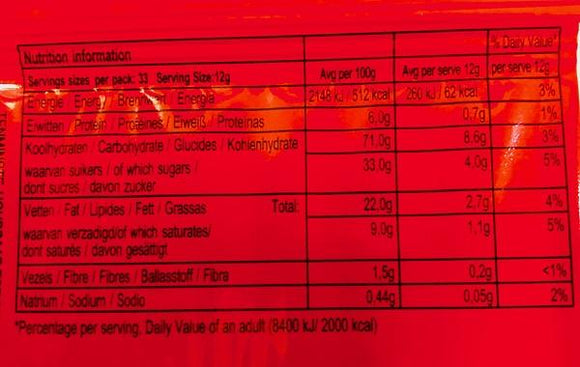 Nutrition information
% Daily Value*
Servings sizes per pack: 33 Serving Size:12g Avg per 100g Avg per serve 12g per serve 12g
Energie / Energy / Brennwert / Energia 2148 kJ / 512 kcal 260 kJ / 62 kcal 3%
Eiwitten / Protein / Protéines / Eiweiß / Proteinas 6,0g 0,7g 1%
Koolhydraten / Carbohydrate / Glucides / Kohlenhydrate 71,0g 8,6g 3%
waarvan suikers / of which sugars / 33,0g 4,0g 5%
dont sucres / davon zucker
Vetten / Fat / Lipides / Fett / Grassas Total: 22,0g 2,7g 4%
waarvan verzadigd/of which saturates/ 9,0g 1,1g 5%
dont saturés / davon gesättigt
Vezels / Fibre / Fibres / Ballasstoff / Fibra 1,5g 0,2g <1%
Natrium / Sodium / Sodio 0,44g 0,05g 2%
*Percentage per serving, Daily Value of an adult (8400 kJ/ 2000 kcal)